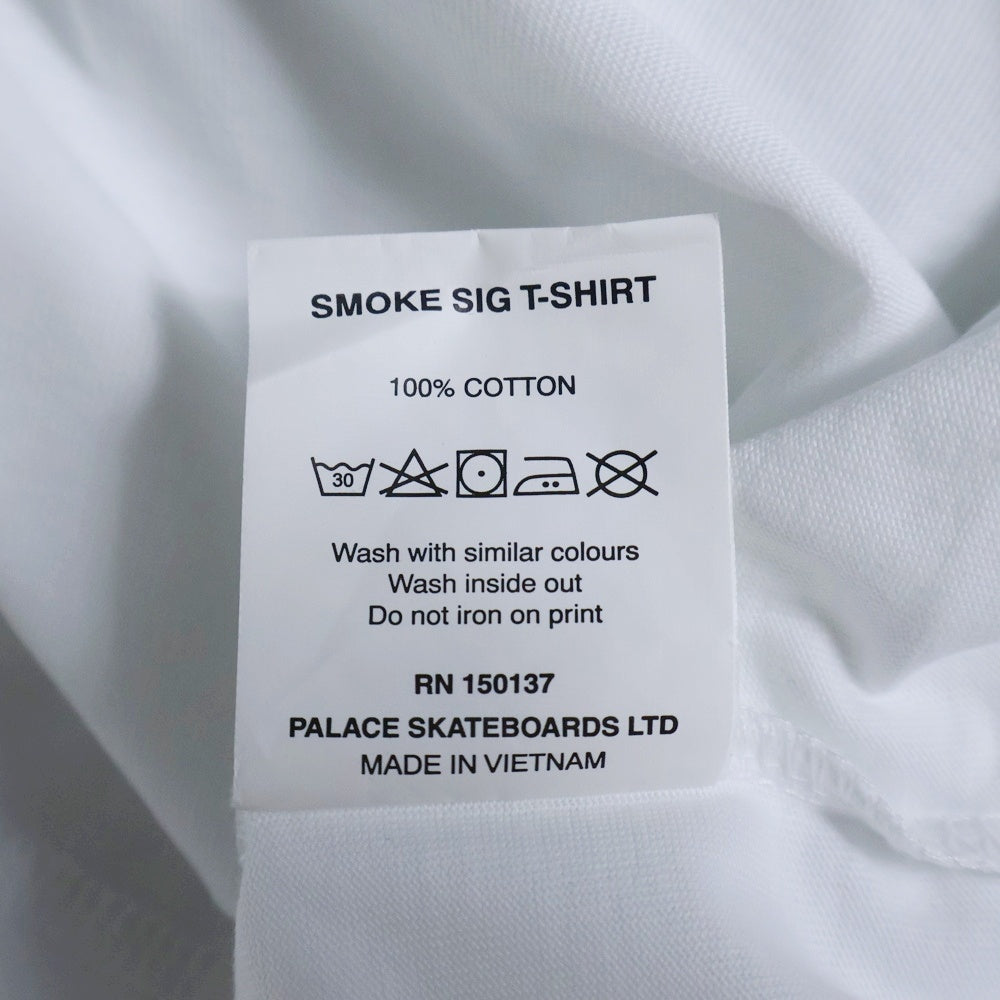 SMOKE SIG T-SHIRT
100% COTTON
30
Wash with similar colours
Wash inside out
Do not iron on print
RN 150137
PALACE SKATEBOARDS LTD
MADE IN VIETNAM